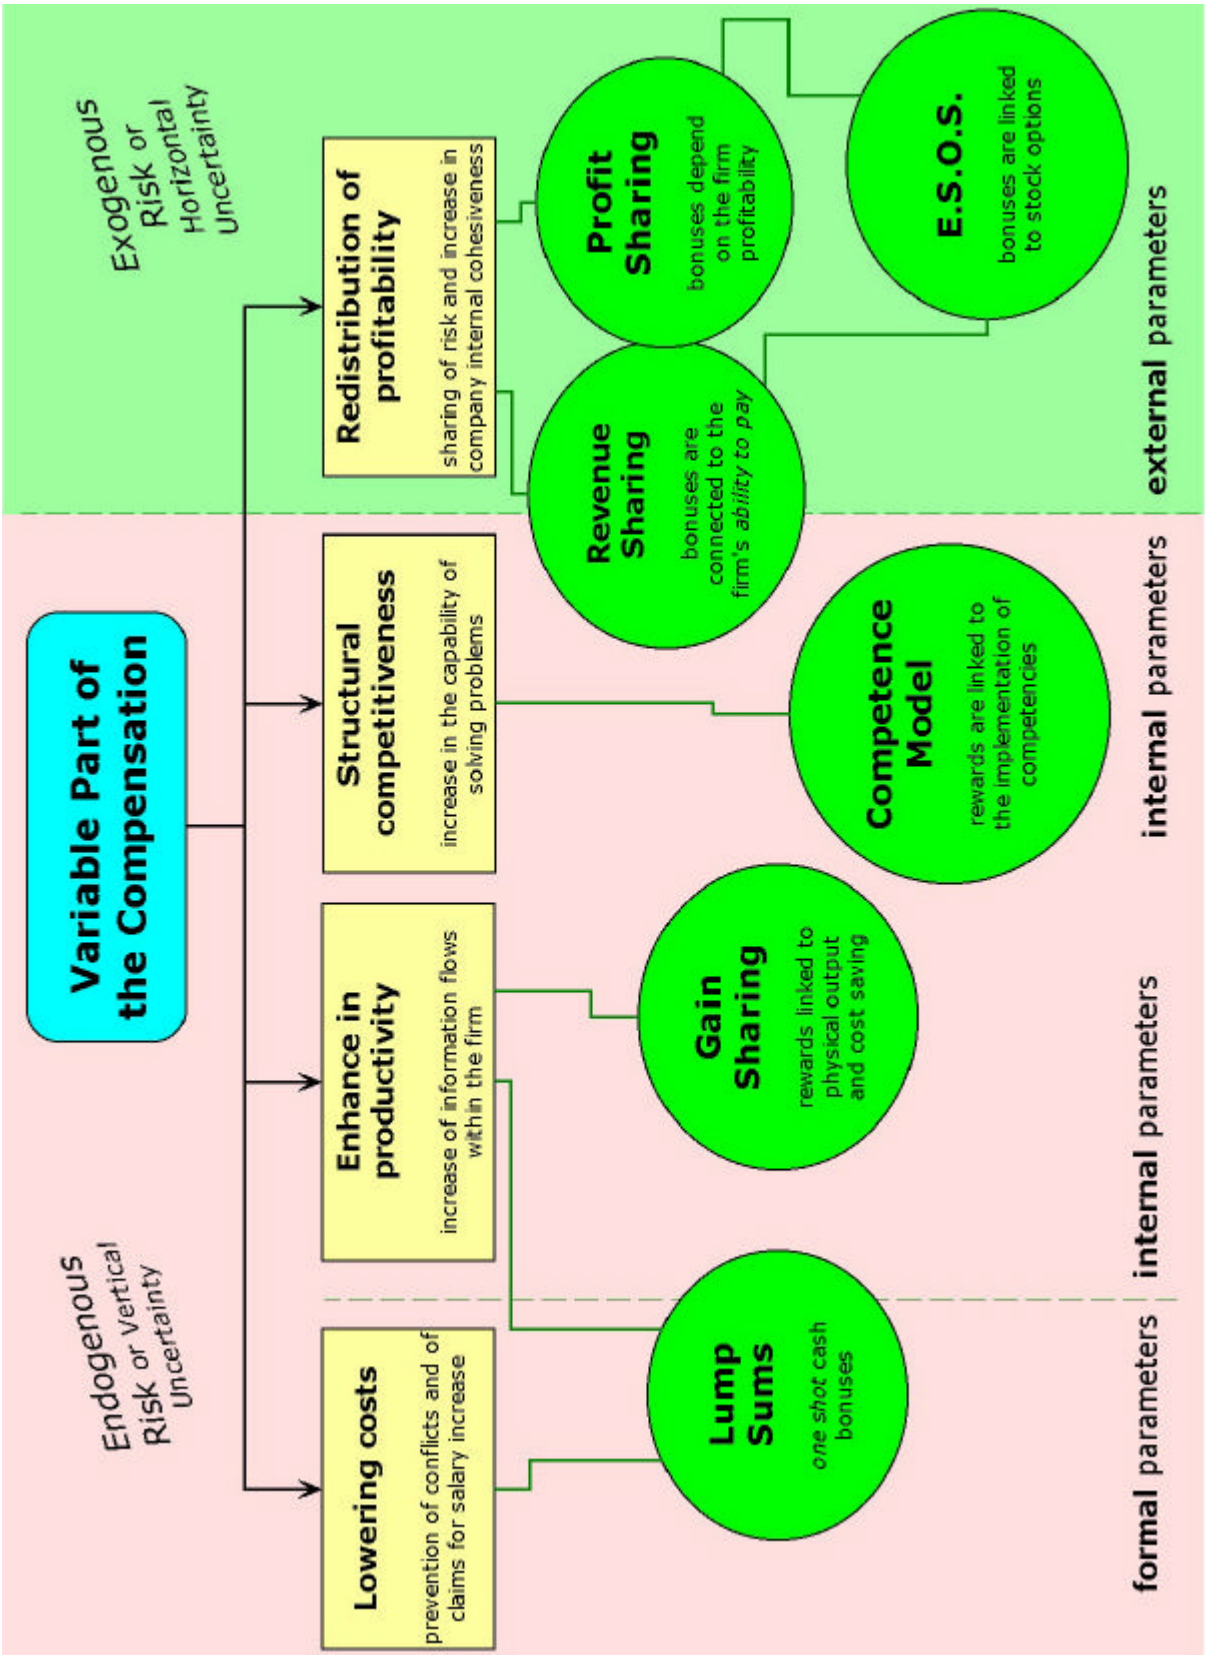 Variable Part of
the Compensation
Endogenous
Risk or Vertical
Uncertainty
Exogenous
Risk or
Horizontal
Uncertainty
Lowering costs
prevention of conflicts and of
claims for salary increase
Enhance in
productivity
increase of information flows
within the firm
Structural
competitiveness
increase in the capability of
solving problems
Redistribution of
profitability
sharing of risk and increase in
company internal cohesiveness
Lump
Sums
one shot cash
bonuses
Gain
Sharing
rewards linked to
physical output
and cost saving
Competence
Model
rewards are linked to
the implementation of
competencies
Revenue
Sharing
bonuses are
connected to the
firm's ability to pay
Profit
Sharing
bonuses depend
on the firm
profitability
E.S.O.S.
bonuses are linked
to stock options
formal parameters
internal parameters
internal parameters
external parameters